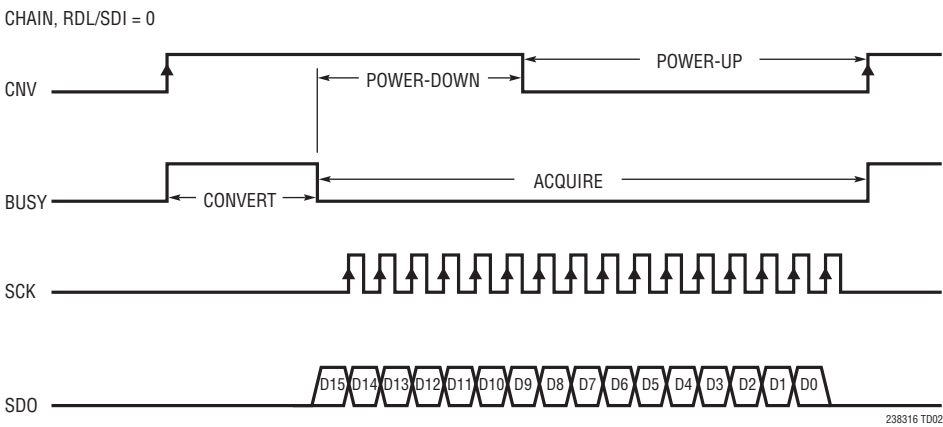 CHAIN, RDL/SDI = 0
CNV
POWER-DOWN
POWER-UP
BUSY
CONVERT
ACQUIRE
SCK
SDO
D15 D14 D13 D12 D11 D10 D9 D8 D7 D6 D5 D4 D3 D2 D1 D0
238316 TD02